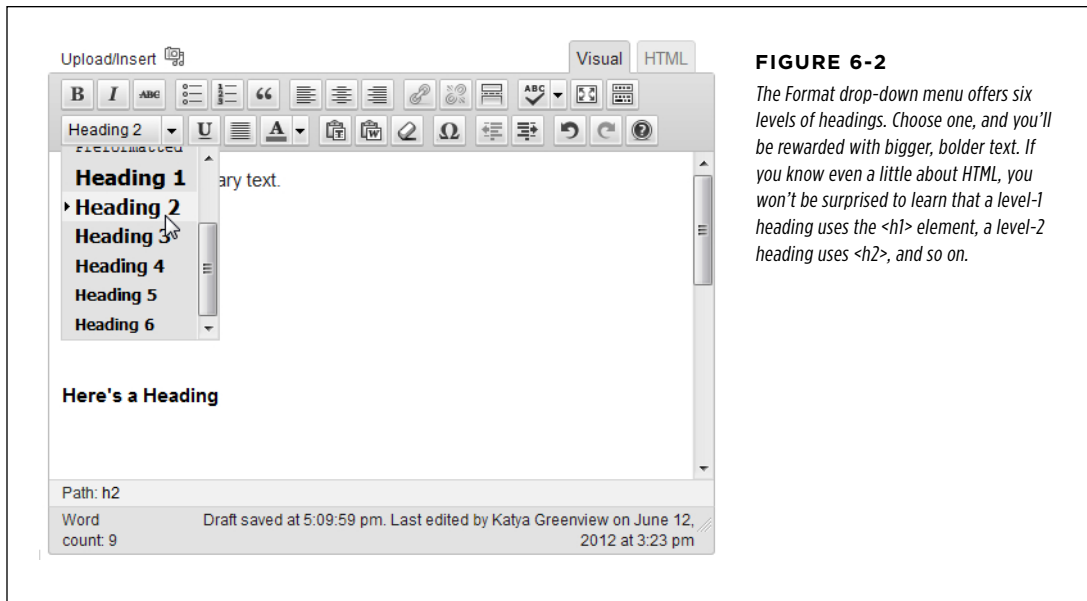 Upload/Insert
Visual HTML
B I ABC ABC
Heading 2 U A T W Ω
Preformatted
Heading 1
ary text.
Heading 2
Heading 3
Heading 4
Heading 5
Heading 6
Here's a Heading
Path: h2
Word count: 9
Draft saved at 5:09:59 pm. Last edited by Katya Greenview on June 12,
2012 at 3:23 pm
FIGURE 6-2
The Format drop-down menu offers six
levels of headings. Choose one, and you'll
be rewarded with bigger, bolder text. If
you know even a little about HTML, you
won't be surprised to learn that a level-1
heading uses the <h1> element, a level-2
heading uses <h2>, and so on.